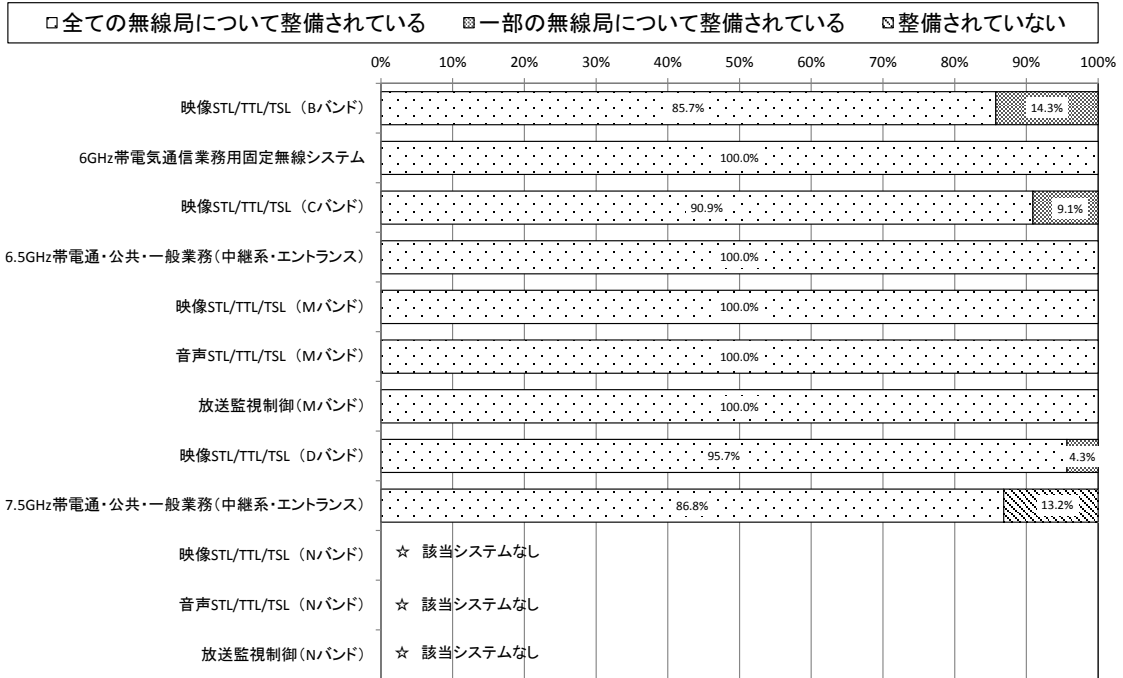 全ての無線局について整備されている 一部の無線局について整備されている 整備されていない
0% 10% 20% 30% 40% 50% 60% 70% 80% 90% 100%
映像STL/TTL/TSL（Bバンド） 85.7% 14.3%
6GHz帯電気通信業務用固定無線システム 100.0%
映像STL/TTL/TSL（Cバンド） 90.9% 9.1%
6.5GHz帯電通・公共・一般業務（中継系・エントランス） 100.0%
映像STL/TTL/TSL（Mバンド） 100.0%
音声STL/TTL/TSL（Mバンド） 100.0%
放送監視制御（Mバンド） 100.0%
映像STL/TTL/TSL（Dバンド） 95.7% 4.3%
7.5GHz帯電通・公共・一般業務（中継系・エントランス） 86.8% 13.2%
映像STL/TTL/TSL（Nバンド） ☆ 該当システムなし
音声STL/TTL/TSL（Nバンド） ☆ 該当システムなし
放送監視制御（Nバンド） ☆ 該当システムなし